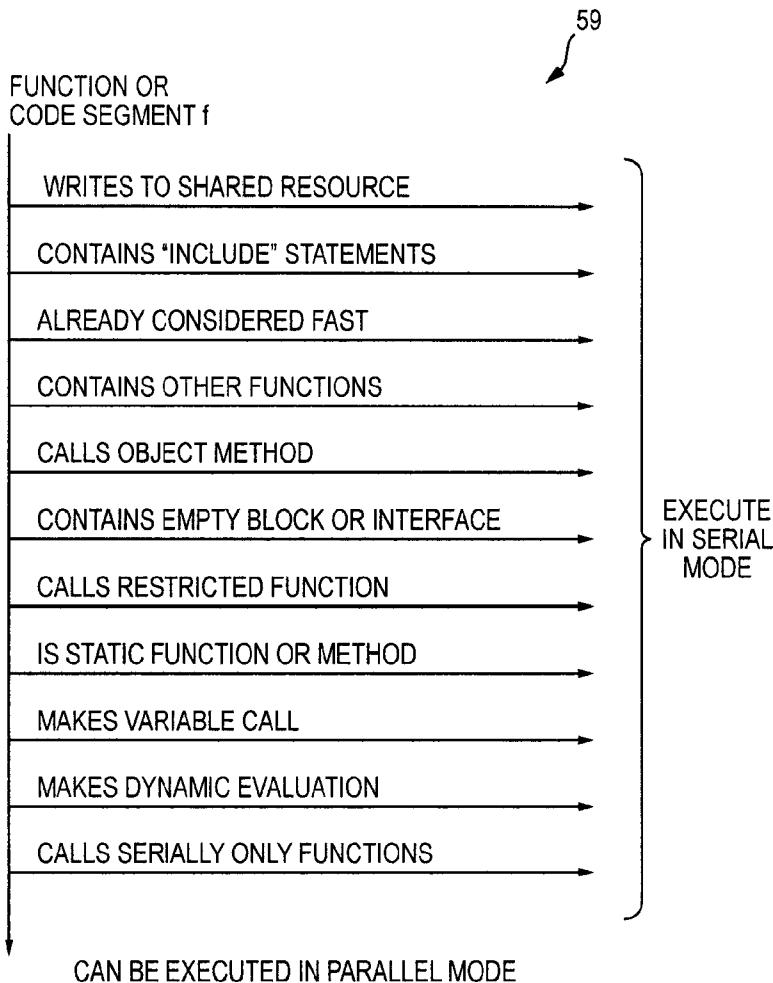 59
FUNCTION OR
CODE SEGMENT f
WRITES TO SHARED RESOURCE
CONTAINS "INCLUDE" STATEMENTS
ALREADY CONSIDERED FAST
CONTAINS OTHER FUNCTIONS
CALLS OBJECT METHOD
CONTAINS EMPTY BLOCK OR INTERFACE
CALLS RESTRICTED FUNCTION
IS STATIC FUNCTION OR METHOD
MAKES VARIABLE CALL
MAKES DYNAMIC EVALUATION
CALLS SERIALLY ONLY FUNCTIONS
EXECUTE
IN SERIAL
MODE
CAN BE EXECUTED IN PARALLEL MODE